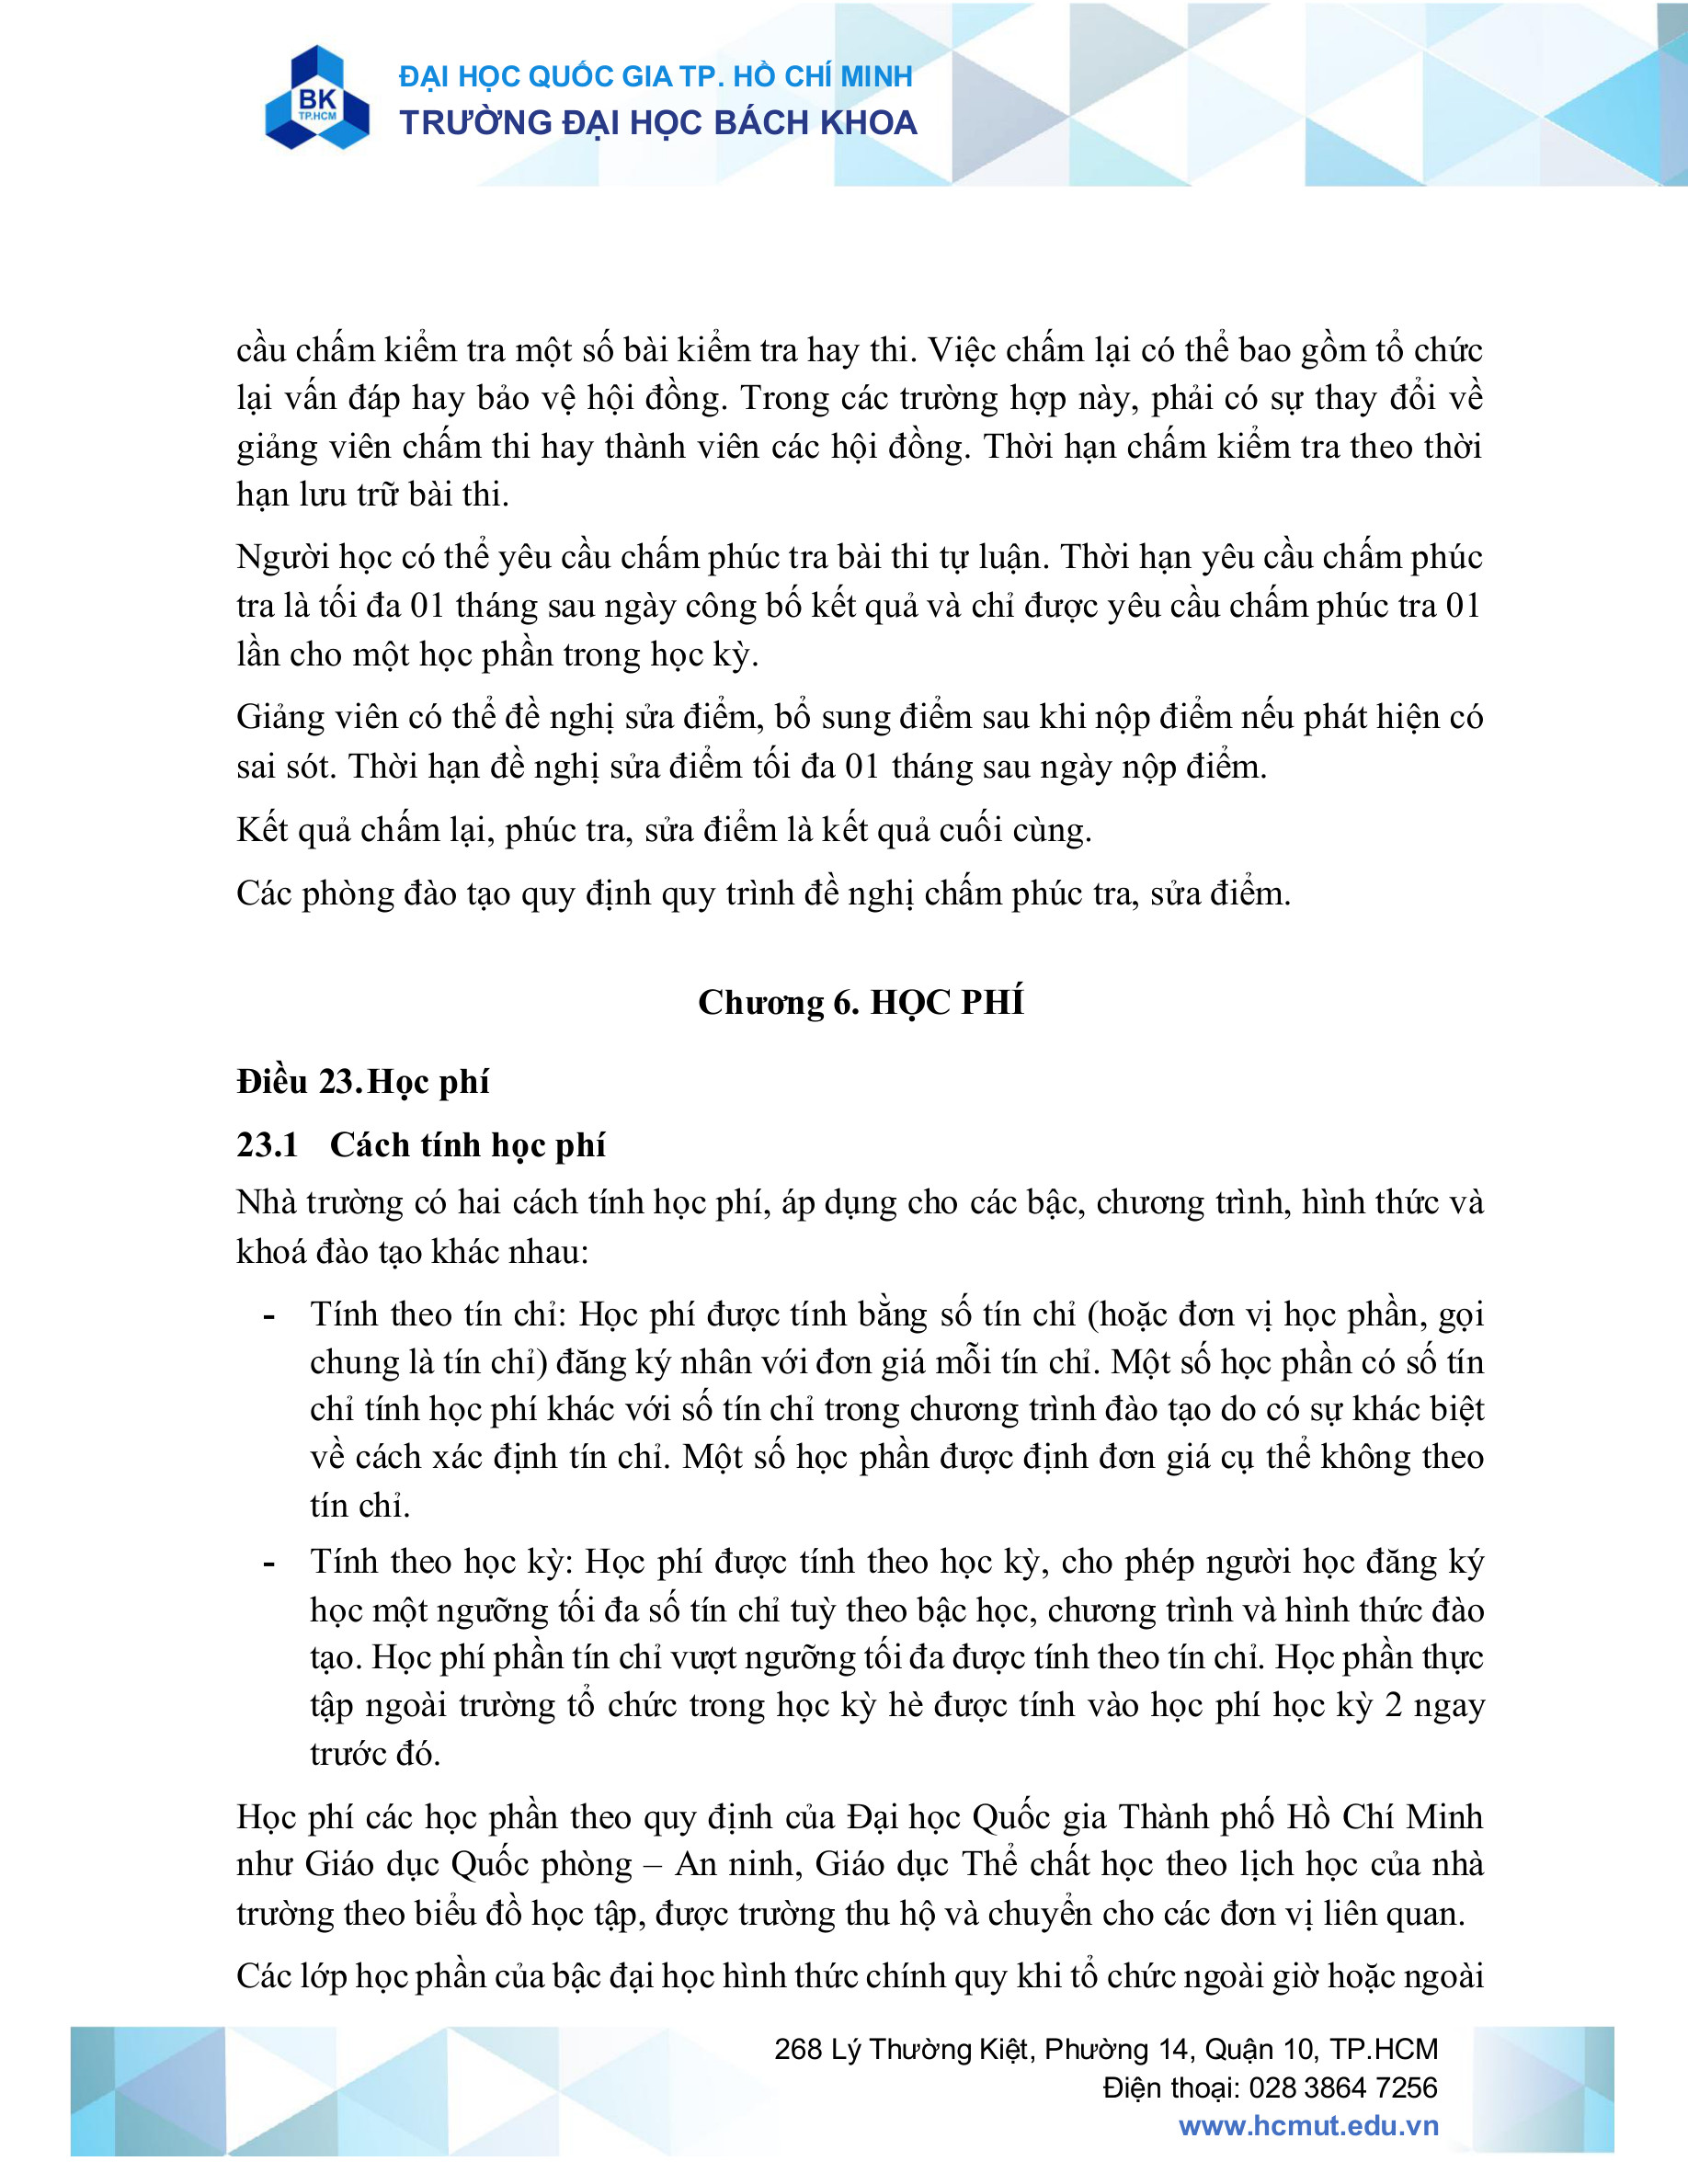 BK
TP.HCM
ĐẠI HỌC QUỐC GIA TP. HỒ CHÍ MINH
TRƯỜNG ĐẠI HỌC BÁCH KHOA
cầu chấm kiểm tra một số bài kiểm tra hay thi. Việc chấm lại có thể bao gồm tổ chức
lại vấn đáp hay bảo vệ hội đồng. Trong các trường hợp này, phải có sự thay đổi về
giảng viên chấm thi hay thành viên các hội đồng. Thời hạn chấm kiểm tra theo thời
hạn lưu trữ bài thi.
Người học có thể yêu cầu chấm phúc tra bài thi tự luận. Thời hạn yêu cầu chấm phúc
tra là tối đa 01 tháng sau ngày công bố kết quả và chỉ được yêu cầu chấm phúc tra 01
lần cho một học phần trong học kỳ.
Giảng viên có thể đề nghị sửa điểm, bổ sung điểm sau khi nộp điểm nếu phát hiện có
sai sót. Thời hạn đề nghị sửa điểm tối đa 01 tháng sau ngày nộp điểm.
Kết quả chấm lại, phúc tra, sửa điểm là kết quả cuối cùng.
Các phòng đào tạo quy định quy trình đề nghị chấm phúc tra, sửa điểm.
Chương 6. HỌC PHÍ
Điều 23. Học phí
23.1 Cách tính học phí
Nhà trường có hai cách tính học phí, áp dụng cho các bậc, chương trình, hình thức và
khoá đào tạo khác nhau:
- Tính theo tín chỉ: Học phí được tính bằng số tín chỉ (hoặc đơn vị học phần, gọi
chung là tín chỉ) đăng ký nhân với đơn giá mỗi tín chỉ. Một số học phần có số tín
chỉ tính học phí khác với số tín chỉ trong chương trình đào tạo do có sự khác biệt
về cách xác định tín chỉ. Một số học phần được định đơn giá cụ thể không theo
tín chỉ.
- Tính theo học kỳ: Học phí được tính theo học kỳ, cho phép người học đăng ký
học một ngưỡng tối đa số tín chỉ tuỳ theo bậc học, chương trình và hình thức đào
tạo. Học phí phần tín chỉ vượt ngưỡng tối đa được tính theo tín chỉ. Học phần thực
tập ngoài trường tổ chức trong học kỳ hè được tính vào học phí học kỳ 2 ngay
trước đó.
Học phí các học phần theo quy định của Đại học Quốc gia Thành phố Hồ Chí Minh
như Giáo dục Quốc phòng – An ninh, Giáo dục Thể chất học theo lịch học của nhà
trường theo biểu đồ học tập, được trường thu hộ và chuyển cho các đơn vị liên quan.
Các lớp học phần của bậc đại học hình thức chính quy khi tổ chức ngoài giờ hoặc ngoài
268 Lý Thường Kiệt, Phường 14, Quận 10, TP.HCM
Điện thoại: 028 3864 7256
www.hcmut.edu.vn